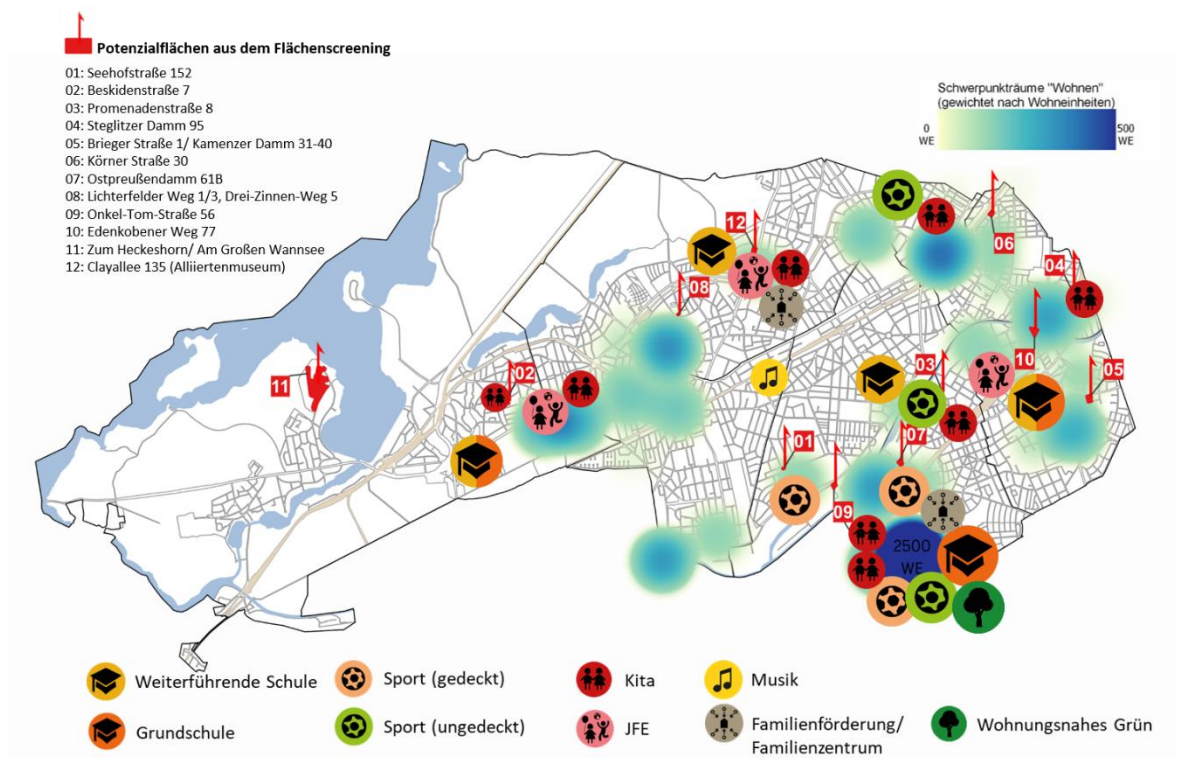 Potenzialflächen aus dem Flächenscreening
01: Seehofstraße 152
02: Beskidenstraße 7
03: Promenadenstraße 8
04: Steglitzer Damm 95
05: Brieger Straße 1/ Kamenzer Damm 31-40
06: Körner Straße 30
07: Ostpreußendamm 61B
08: Lichterfelder Weg 1/3, Drei-Zinnen-Weg 5
09: Onkel-Tom-Straße 56
10: Edenkobener Weg 77
11: Zum Heckeshorn/ Am Großen Wannsee
12: Clayallee 135 (Alliiertenmuseum)
Schwerpunkträume "Wohnen"
(gewichtet nach Wohneinheiten)
0
WE
500
WE
12
06
08
04
11
02
03
10
05
01
07
09
2500
WE
Weiterführende Schule
Sport (gedeckt)
Kita
Musik
Grundschule
Sport (ungedeckt)
JFE
Familienförderung/
Familienzentrum
Wohnungsnahes Grün